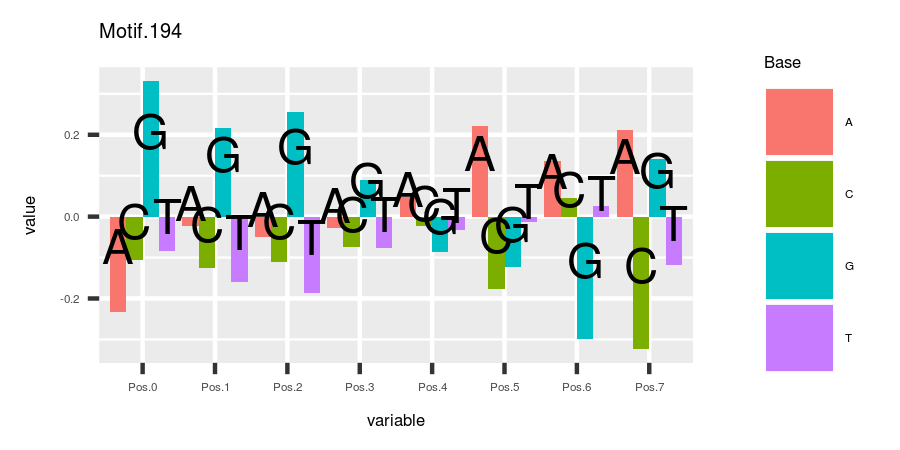 Motif.194
value
0.2
0.0
-0.2
A C G T A C G T A C G T A C G T A C G T A C G T A C G T A C G T
Pos.0 Pos.1 Pos.2 Pos.3 Pos.4 Pos.5 Pos.6 Pos.7
variable
Base
A
C
G
T